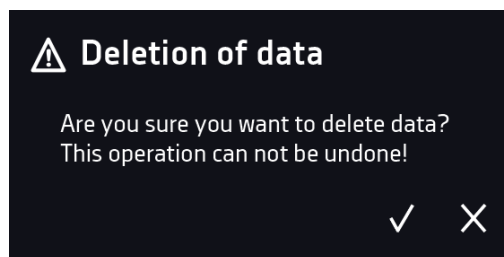 Deletion of data
Are you sure you want to delete data?
This operation can not be undone!